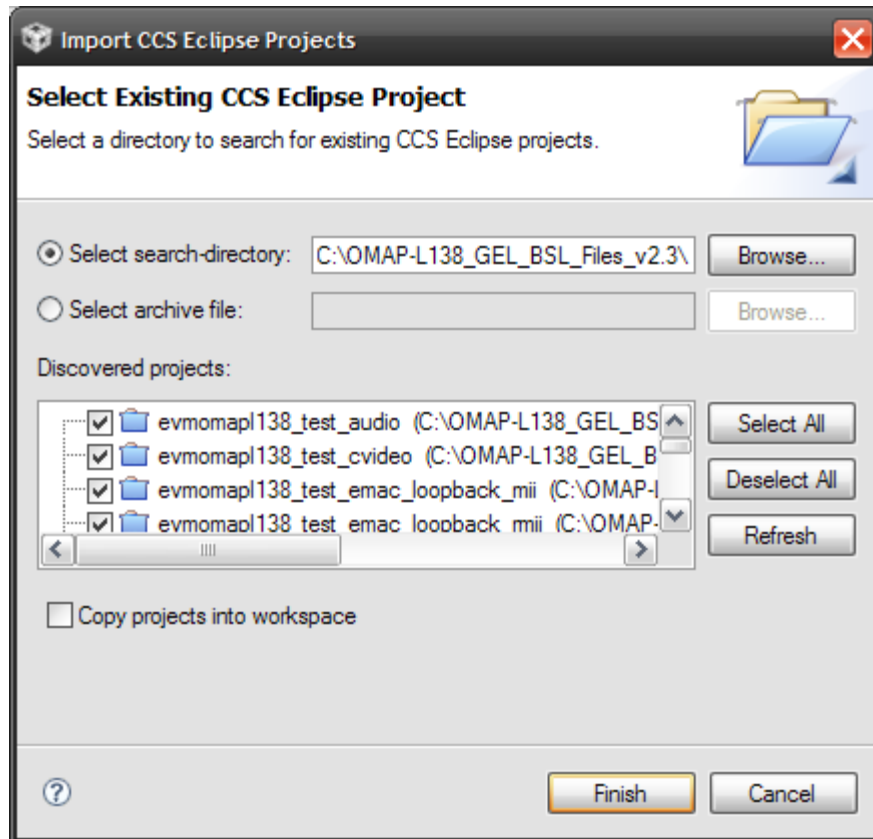 Import CCS Eclipse Projects
Select Existing CCS Eclipse Project
Select a directory to search for existing CCS Eclipse projects.
Select search-directory: C:\OMAP-L138_GEL_BSL_Files_v2.3\ Browse...
Select archive file: Browse...
Discovered projects:
evmomapl138_test_audio (C:\OMAP-L138_GEL_BS
evmomapl138_test_cvideo (C:\OMAP-L138_GEL_B
evmomapl138_test_emac_loopback_mii (C:\OMAP-l
evmomapl138_test_emac_loopback_rmii (C:\OMAP-
Select All
Deselect All
Refresh
Copy projects into workspace
? Finish Cancel